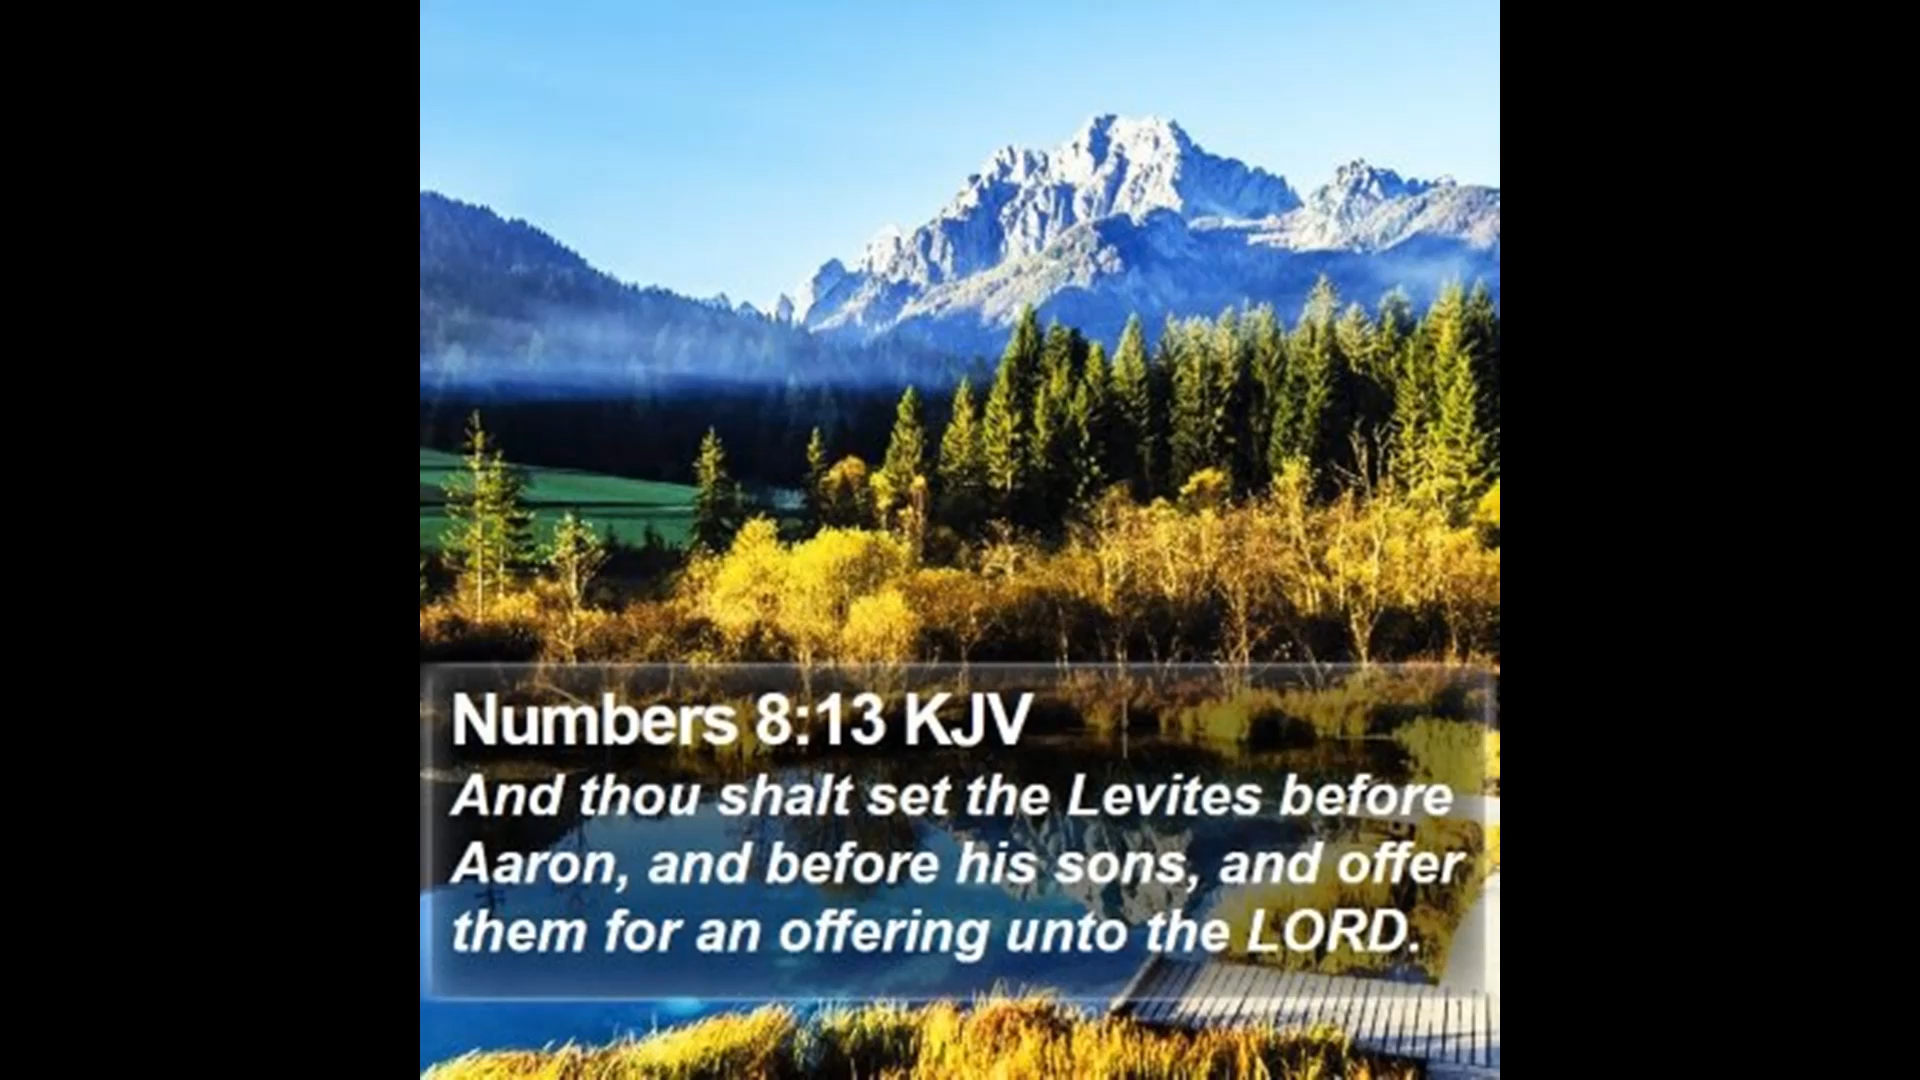 Numbers 8:13 KJV
And thou shalt set the Levites before
Aaron, and before his sons, and offer
them for an offering unto the LORD.